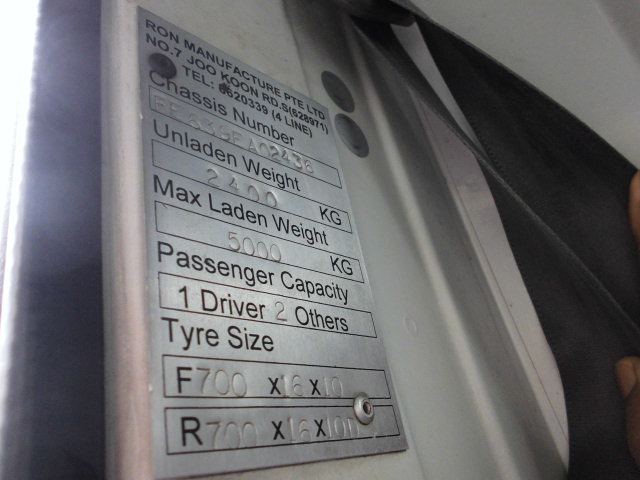 RON MANUFACTURE PTE LTD
NO.7 JOO KOON RD.S(628971)
TEL: 8620339 (4 LINE)
Chassis Number
FE639EA02436
Unladen Weight
2400 KG
Max Laden Weight
5000 KG
Passenger Capacity
1 Driver 2 Others
Tyre Size
F700 x16 x10
R700 x16 x10D